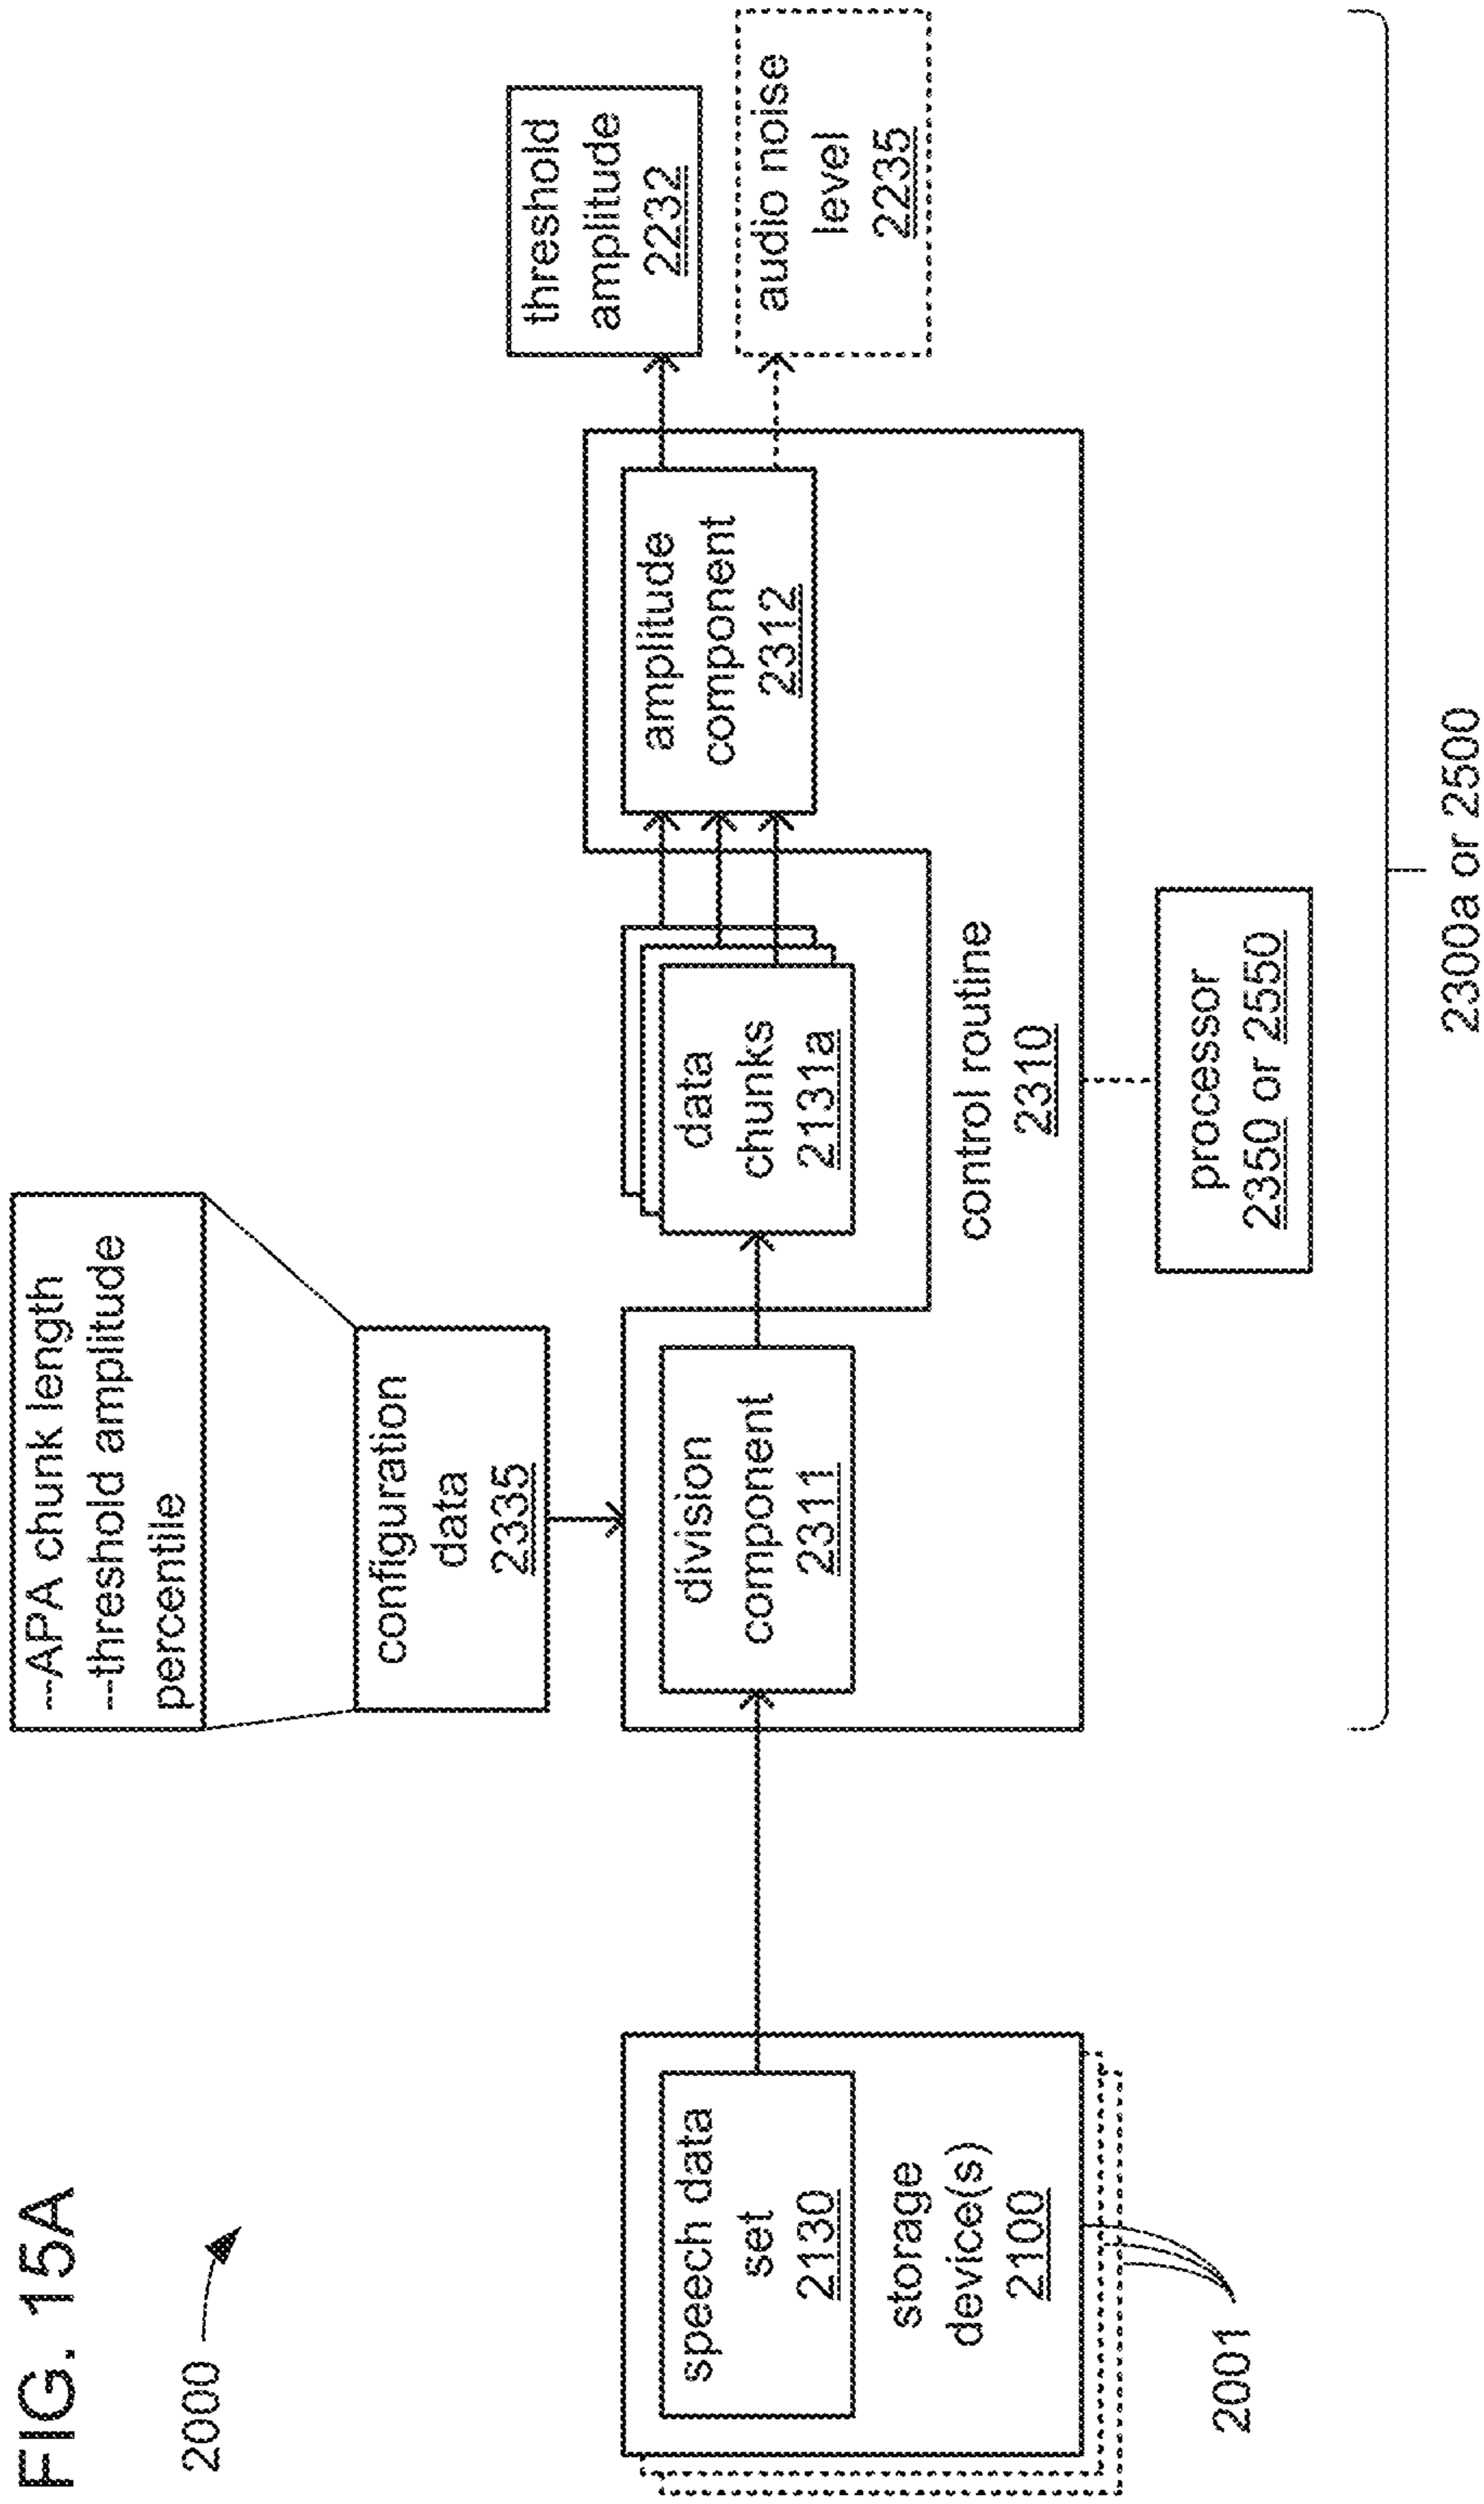 FIG. 15A
2000
--APA chunk length
--threshold amplitude
percentile
configuration
data
2335
threshold
amplitude
2232
audio noise
level
2235
speech data
set
2130
storage
device(s)
2100
2001
division
component
2311
data
chunks
2131a
amplitude
component
2312
control routine
2310
processor
2350 or 2550
2300a or 2500